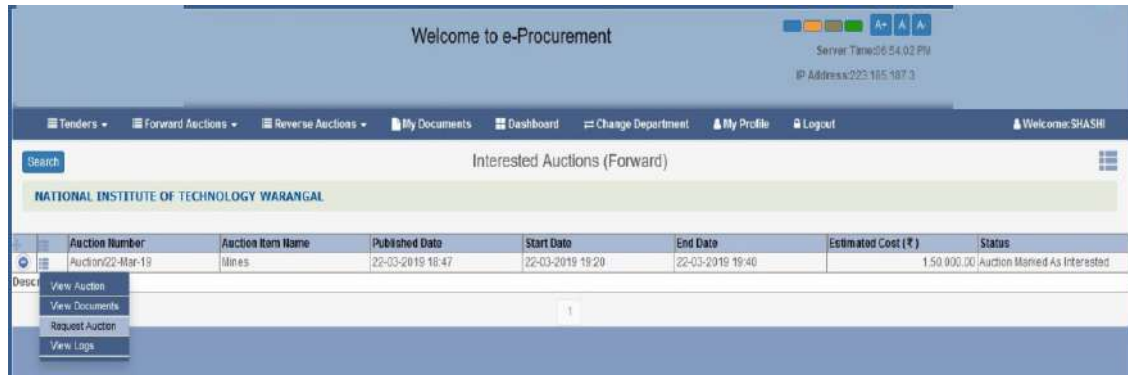 Welcome to e-Procurement
A+ A A-
Server Time:06:54:02 PM
IP Address:223.185.187.3
Tenders Forward Auctions Reverse Auctions My Documents Dashboard Change Department My Profile Logout Welcome:SHASHI
Search Interested Auctions (Forward)
NATIONAL INSTITUTE OF TECHNOLOGY WARANGAL
Auction Number Auction Item Name Published Date Start Date End Date Estimated Cost (₹) Status
Auction/22-Mar-19 Mines 22-03-2019 18:47 22-03-2019 19:20 22-03-2019 19:40 1,50,000.00 Auction Marked As Interested
Desc
View Auction
View Documents
1
Request Auction
View Logs